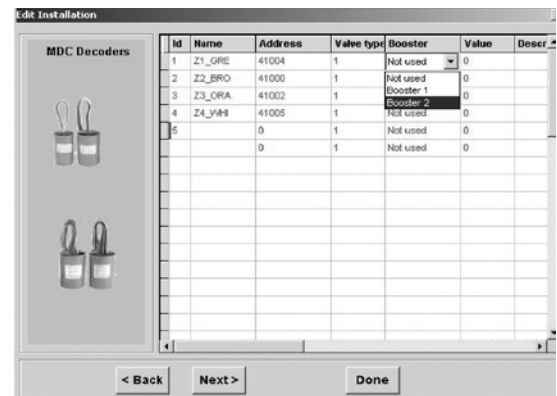 Edit Installation
MDC Decoders
Id Name Address Valve type Booster Value Descr
1 Z1_GRE 41004 1 Not used 0
2 Z2_BRO 41000 1 Not used 0
Booster 1
3 Z3_ORA 41002 1 Booster 2 0
4 Z4_WHI 41005 1 Not used 0
5 0 1 Not used 0
0 1 Not used 0
< Back Next > Done